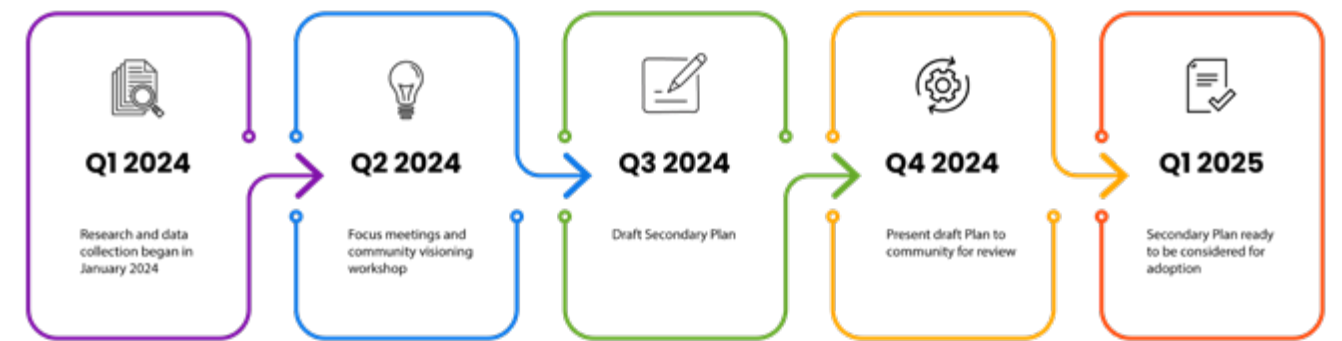 Q1 2024
Research and data
collection began in
January 2024
Q2 2024
Focus meetings and
community visioning
workshop
Q3 2024
Draft Secondary Plan
Q4 2024
Present draft Plan to
community for review
Q1 2025
Secondary Plan ready
to be considered for
adoption